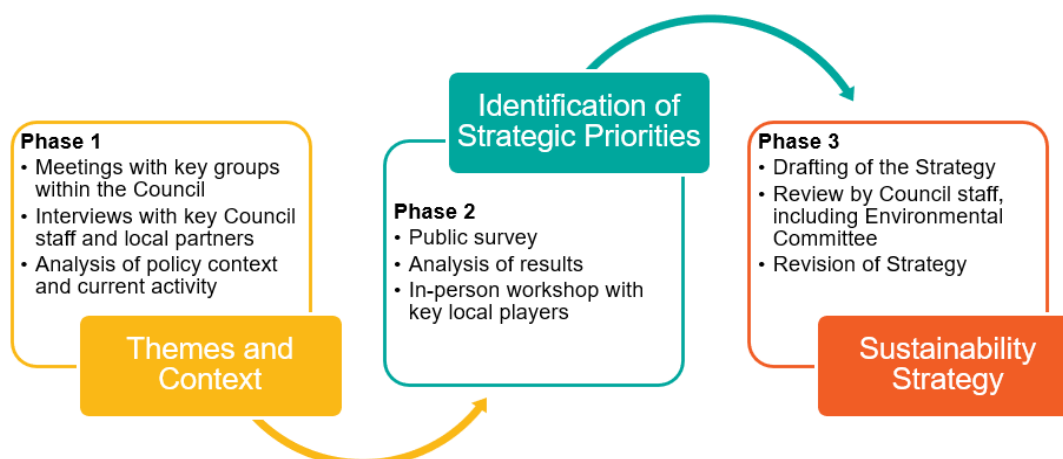 Phase 1
• Meetings with key groups
within the Council
• Interviews with key Council
staff and local partners
• Analysis of policy context
and current activity
Themes and
Context
Identification of
Strategic Priorities
Phase 2
• Public survey
• Analysis of results
• In-person workshop with
key local players
Phase 3
• Drafting of the Strategy
• Review by Council staff,
including Environmental
Committee
• Revision of Strategy
Sustainability
Strategy